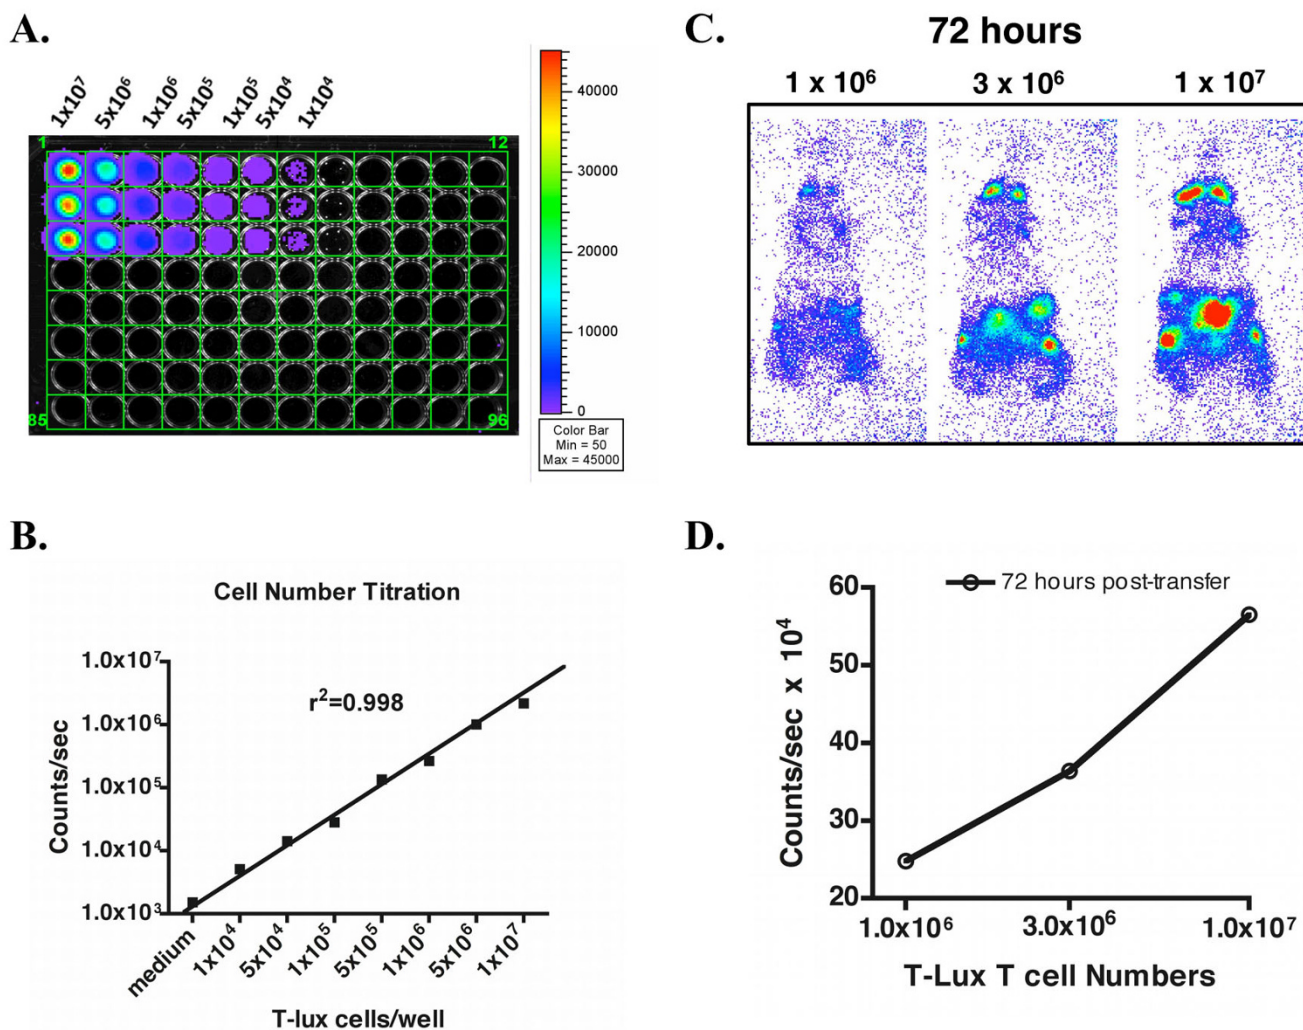 A.
1x10⁷ 5x10⁶ 1x10⁶ 5x10⁵ 1x10⁵ 5x10⁴ 1x10⁴
1 12
85 96
40000
30000
20000
10000
0
Color Bar
Min = 50
Max = 45000
B.
Cell Number Titration
r²=0.998
Counts/sec
1.0x10⁷
1.0x10⁶
1.0x10⁵
1.0x10⁴
1.0x10³
medium 1x10⁴ 5x10⁴ 1x10⁵ 5x10⁵ 1x10⁶ 5x10⁶ 1x10⁷
T-lux cells/well
C.
72 hours
1 x 10⁶ 3 x 10⁶ 1 x 10⁷
D.
72 hours post-transfer
Counts/sec x 10⁴
60
50
40
30
20
1.0x10⁶ 3.0x10⁶ 1.0x10⁷
T-Lux T cell Numbers